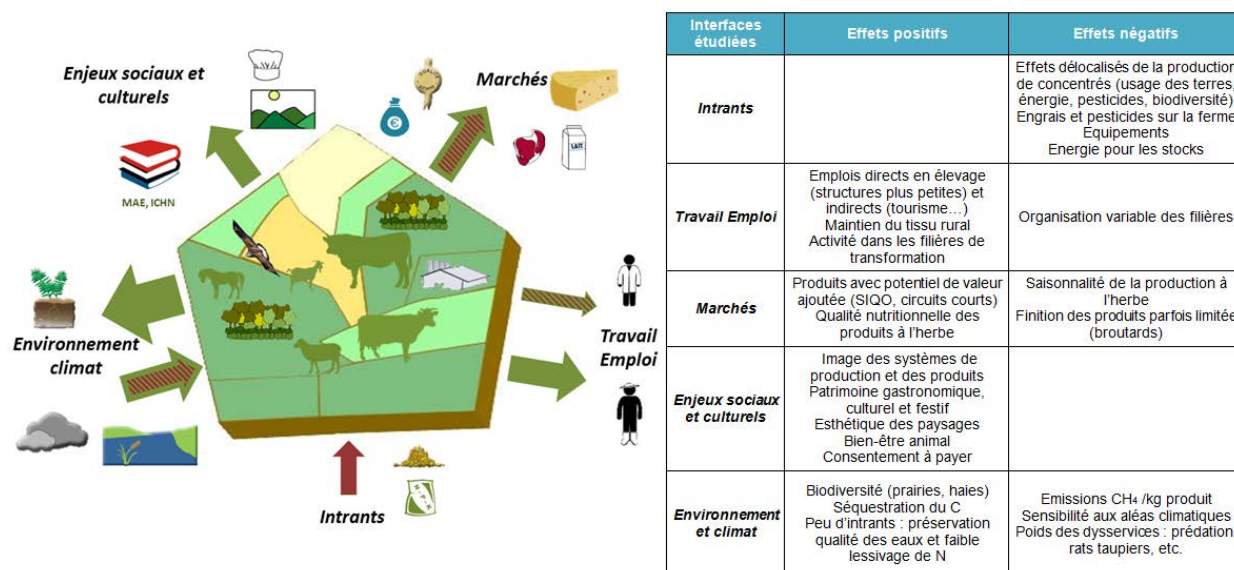 Enjeux sociaux et
culturels
Marchés
QUALITÉ
€
LAIT
MAE, ICHN
Environnement
climat
Travail
Emploi
N-P-K
Intrants
Interfaces
étudiées
Effets positifs
Effets négatifs
Intrants
Effets délocalisés de la production
de concentrés (usage des terres,
énergie, pesticides, biodiversité)
Engrais et pesticides sur la ferme
Equipements
Energie pour les stocks
Travail Emploi
Emplois directs en élevage
(structures plus petites) et
indirects (tourisme…)
Maintien du tissu rural
Activité dans les filières de
transformation
Organisation variable des filières
Marchés
Produits avec potentiel de valeur
ajoutée (SIQO, circuits courts)
Qualité nutritionnelle des
produits à l’herbe
Saisonnalité de la production à
l’herbe
Finition des produits parfois limitée
(broutards)
Enjeux sociaux
et culturels
Image des systèmes de
production et des produits
Patrimoine gastronomique,
culturel et festif
Esthétique des paysages
Bien-être animal
Consentement à payer
Environnement
et climat
Biodiversité (prairies, haies)
Séquestration du C
Peu d’intrants : préservation
qualité des eaux et faible
lessivage de N
Emissions CH₄ /kg produit
Sensibilité aux aléas climatiques
Poids des dysservices : prédation,
rats taupiers, etc.